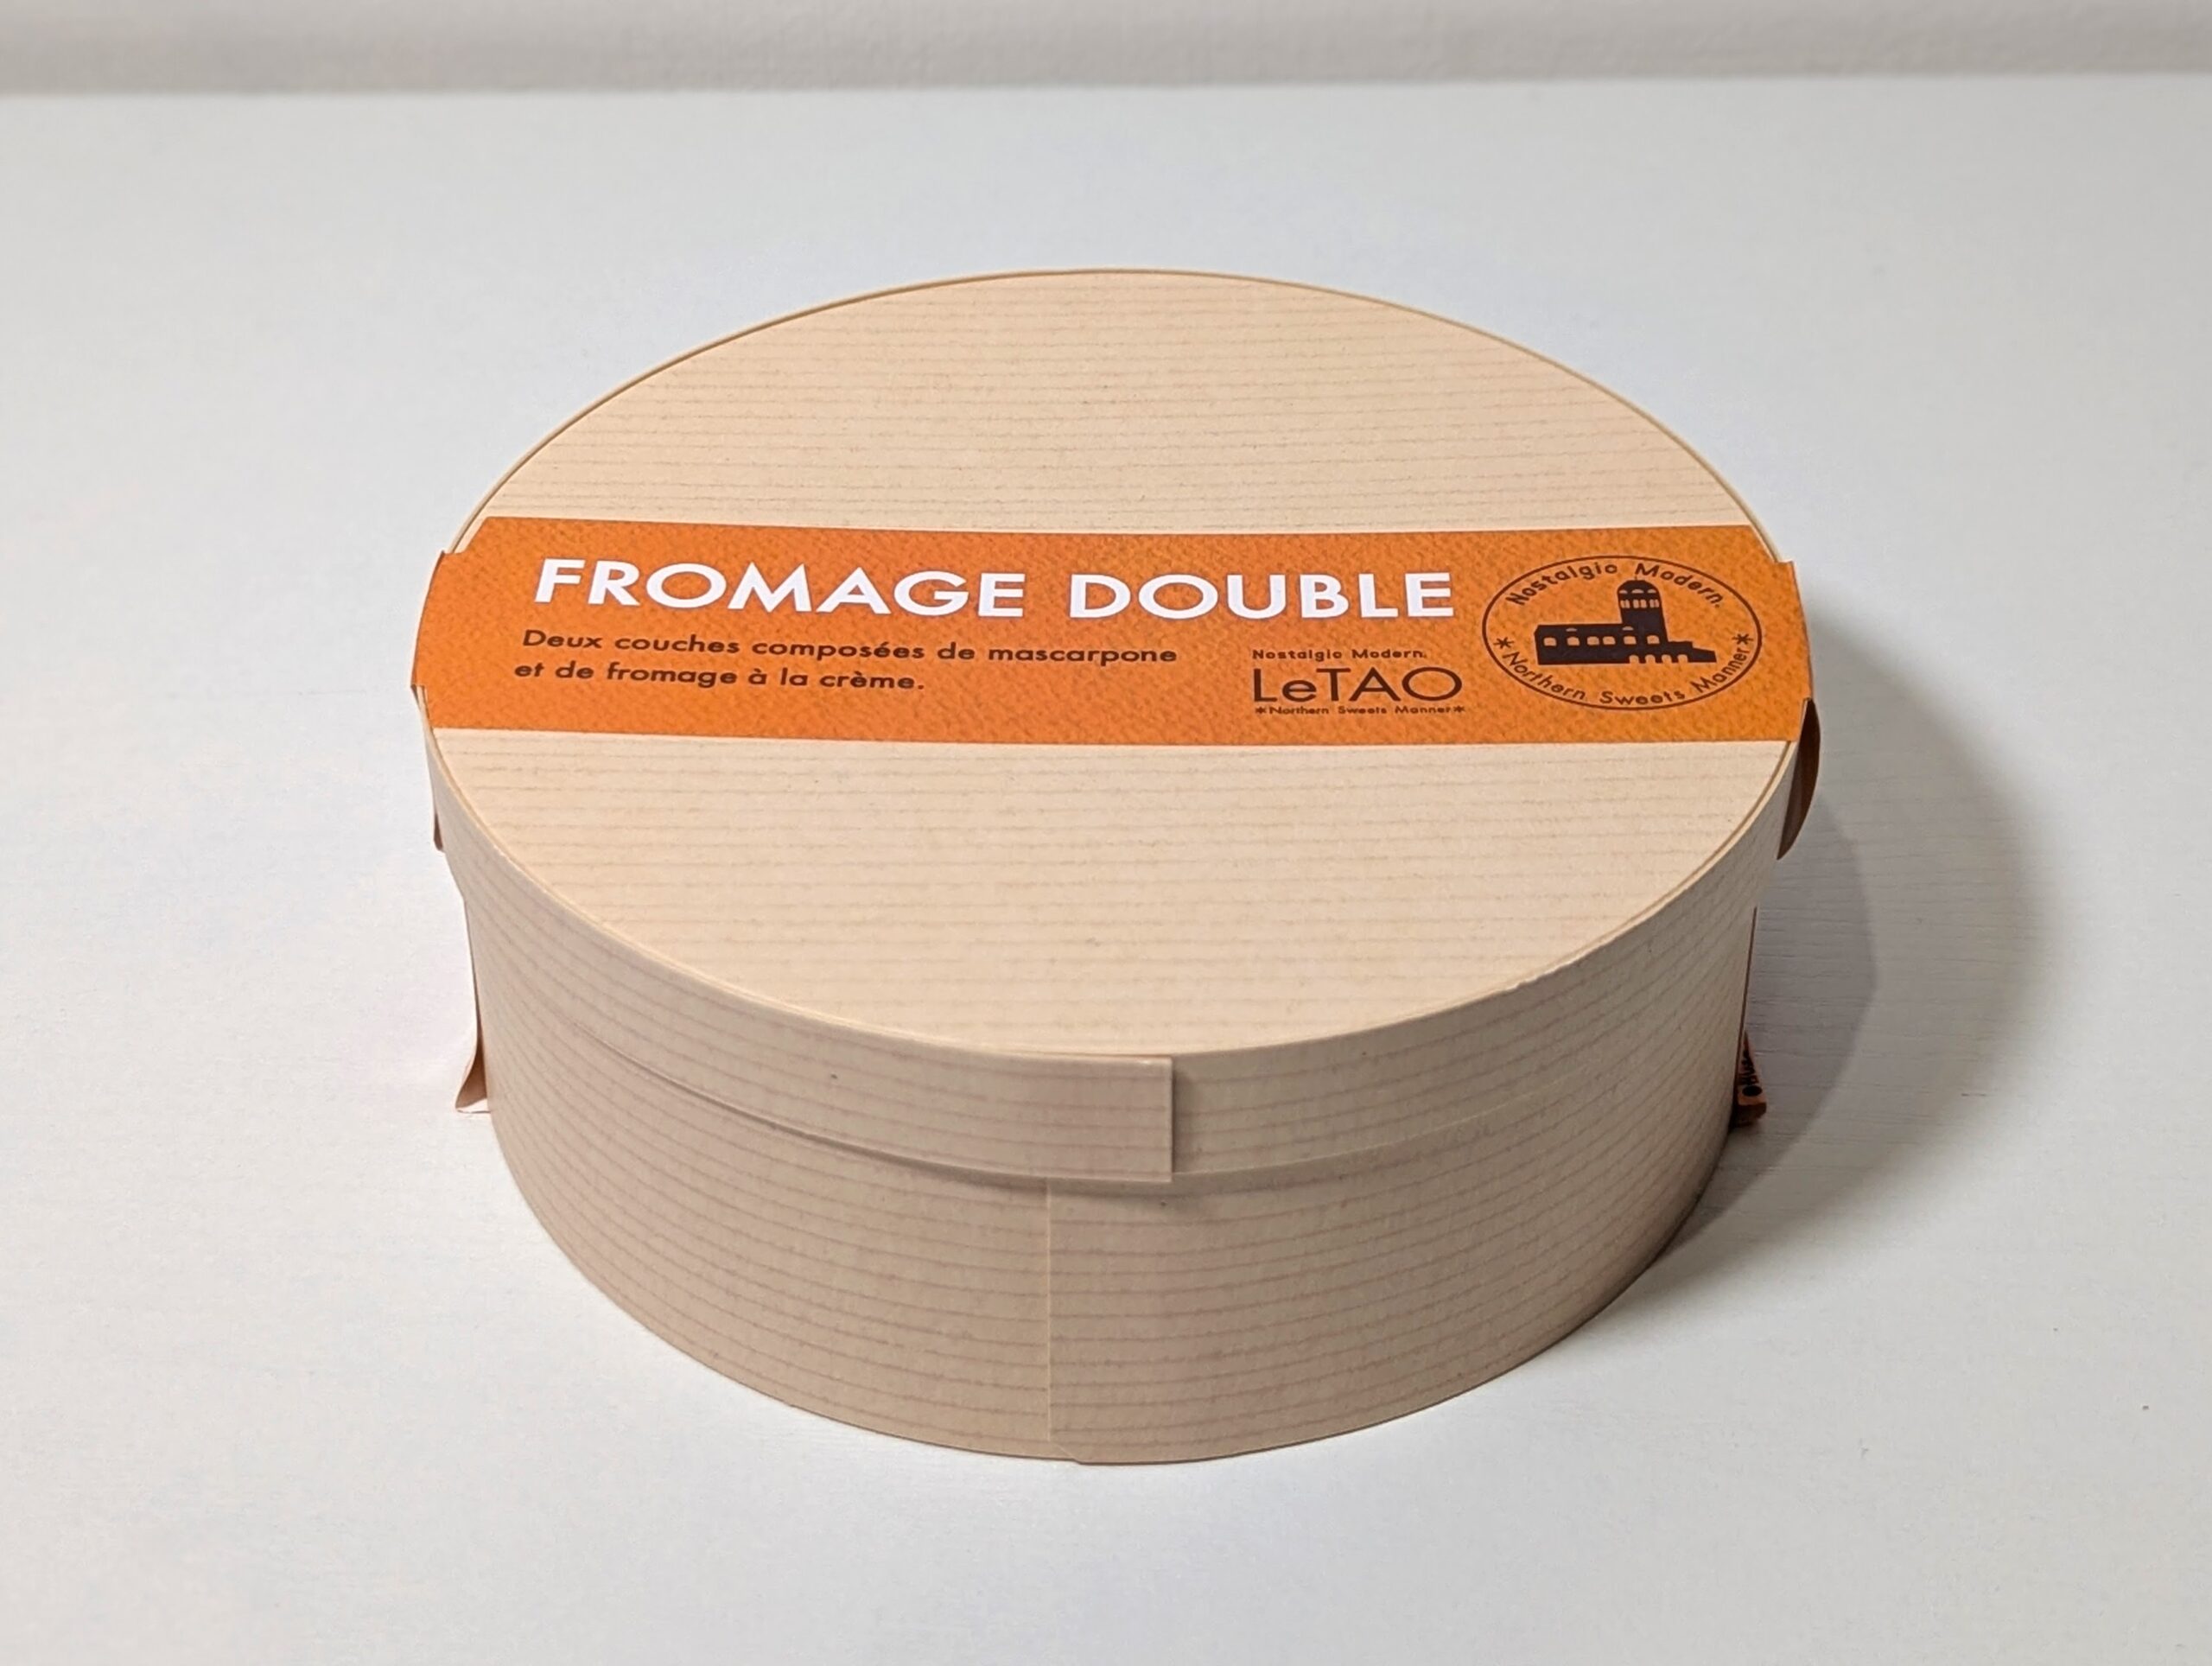 FROMAGE DOUBLE
Deux couches composées de mascarpone
et de fromage à la crème.
Nostalgic Modern.
LeTAO
*Northern Sweets Manner*
Nostalgic Modern.
*Northern Sweets Manner*